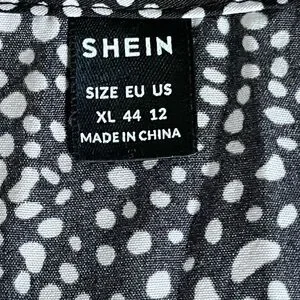 SHEIN
SIZE EU US
XL 44 12
MADE IN CHINA